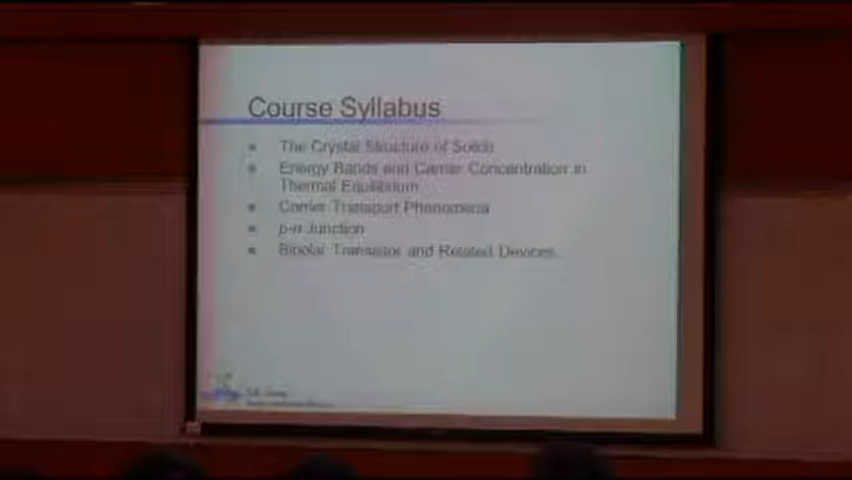 Course Syllabus
The Crystal Structure of Solids
Energy Bands and Carrier Concentration in
Thermal Equilibrium
Carrier Transport Phenomena
p-n Junction
Bipolar Transistor and Related Devices